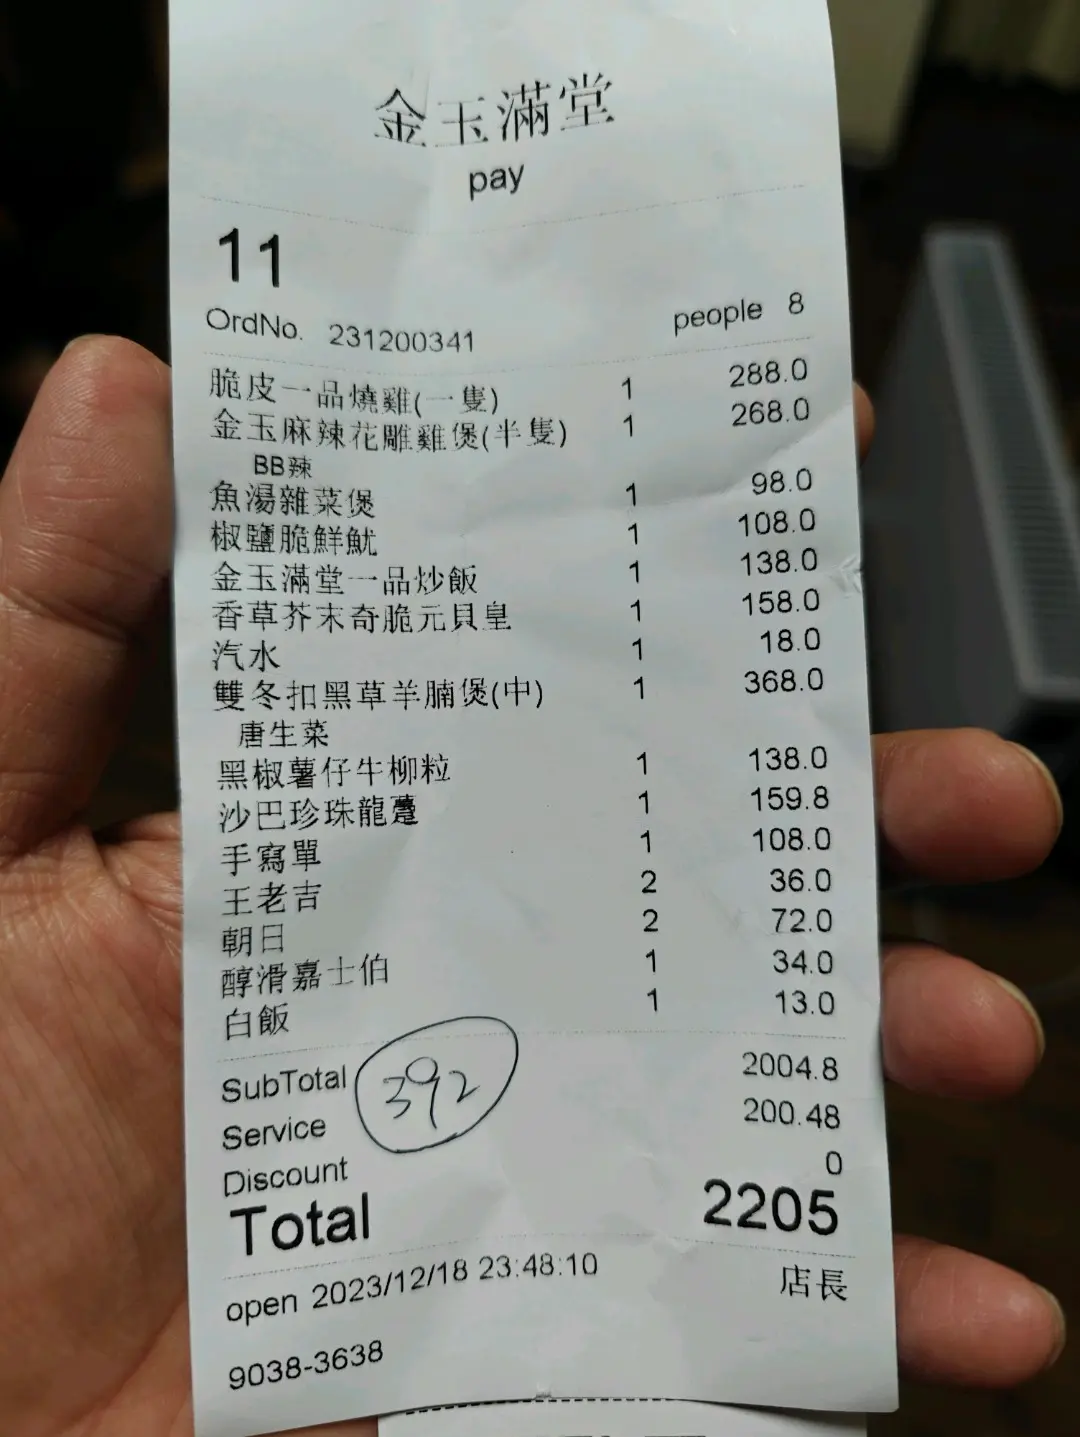 金玉滿堂
pay
11
OrdNo. 231200341 people 8
脆皮一品燒雞(一隻) 1 288.0
金玉麻辣花雕雞煲(半隻) 1 268.0
BB辣
魚湯雜菜煲 1 98.0
椒鹽脆鮮魷 1 108.0
金玉滿堂一品炒飯 1 138.0
香草芥末奇脆元貝皇 1 158.0
汽水 1 18.0
雙冬扣黑草羊腩煲(中) 1 368.0
唐生菜
黑椒薯仔牛柳粒 1 138.0
沙巴珍珠龍躉 1 159.8
手寫單 1 108.0
王老吉 2 36.0
朝日 2 72.0
醇滑嘉士伯 1 34.0
白飯 1 13.0
SubTotal 2004.8
392
Service 200.48
Discount 0
Total 2205
open 2023/12/18 23:48:10 店長
9038-3638